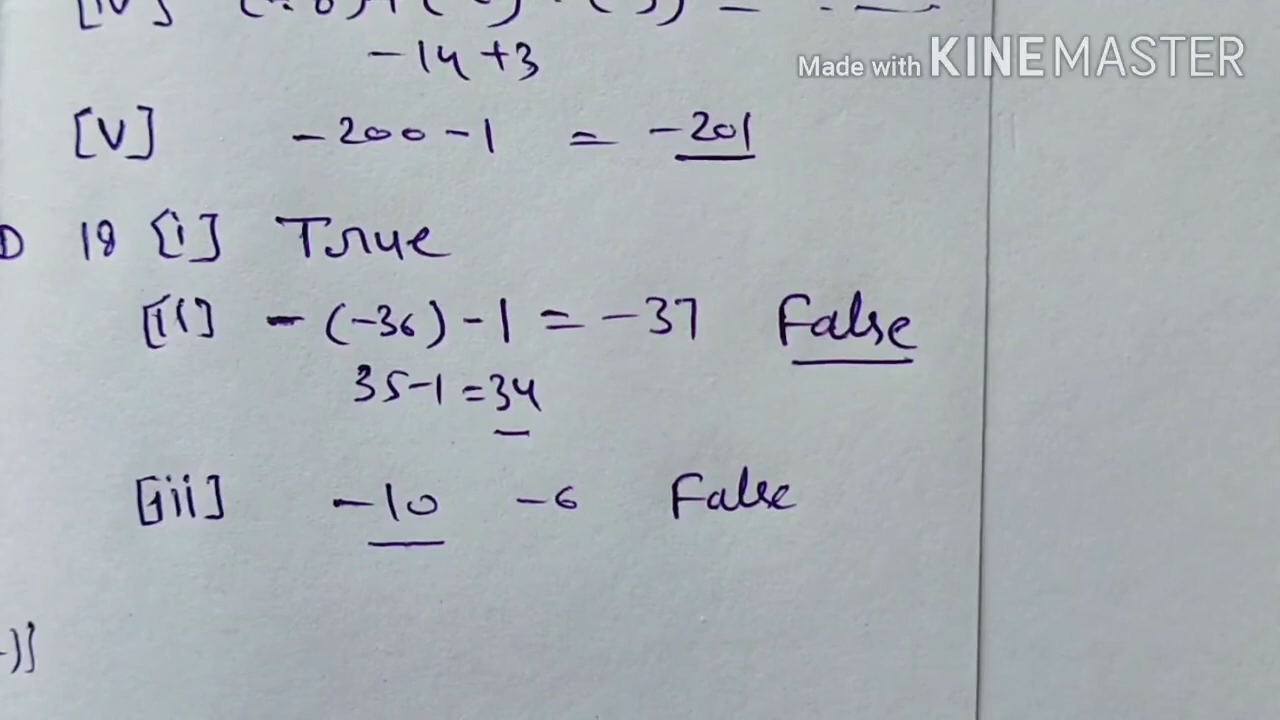 Made with KINEMASTER
-14+3
[V] -200-1 = -201
D 18 [i] True
[ii] -(-36)-1=-37 False
35-1=34
[iii] -10 -6 False
-)]